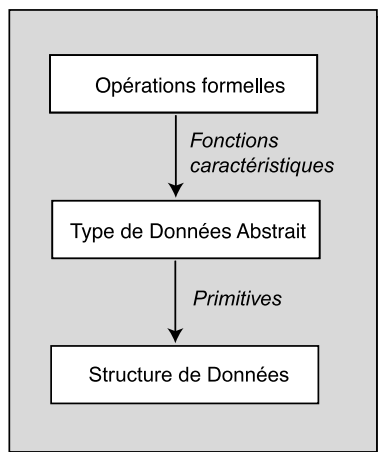 Opérations formelles
Fonctions
caractéristiques
Type de Données Abstrait
Primitives
Structure de Données